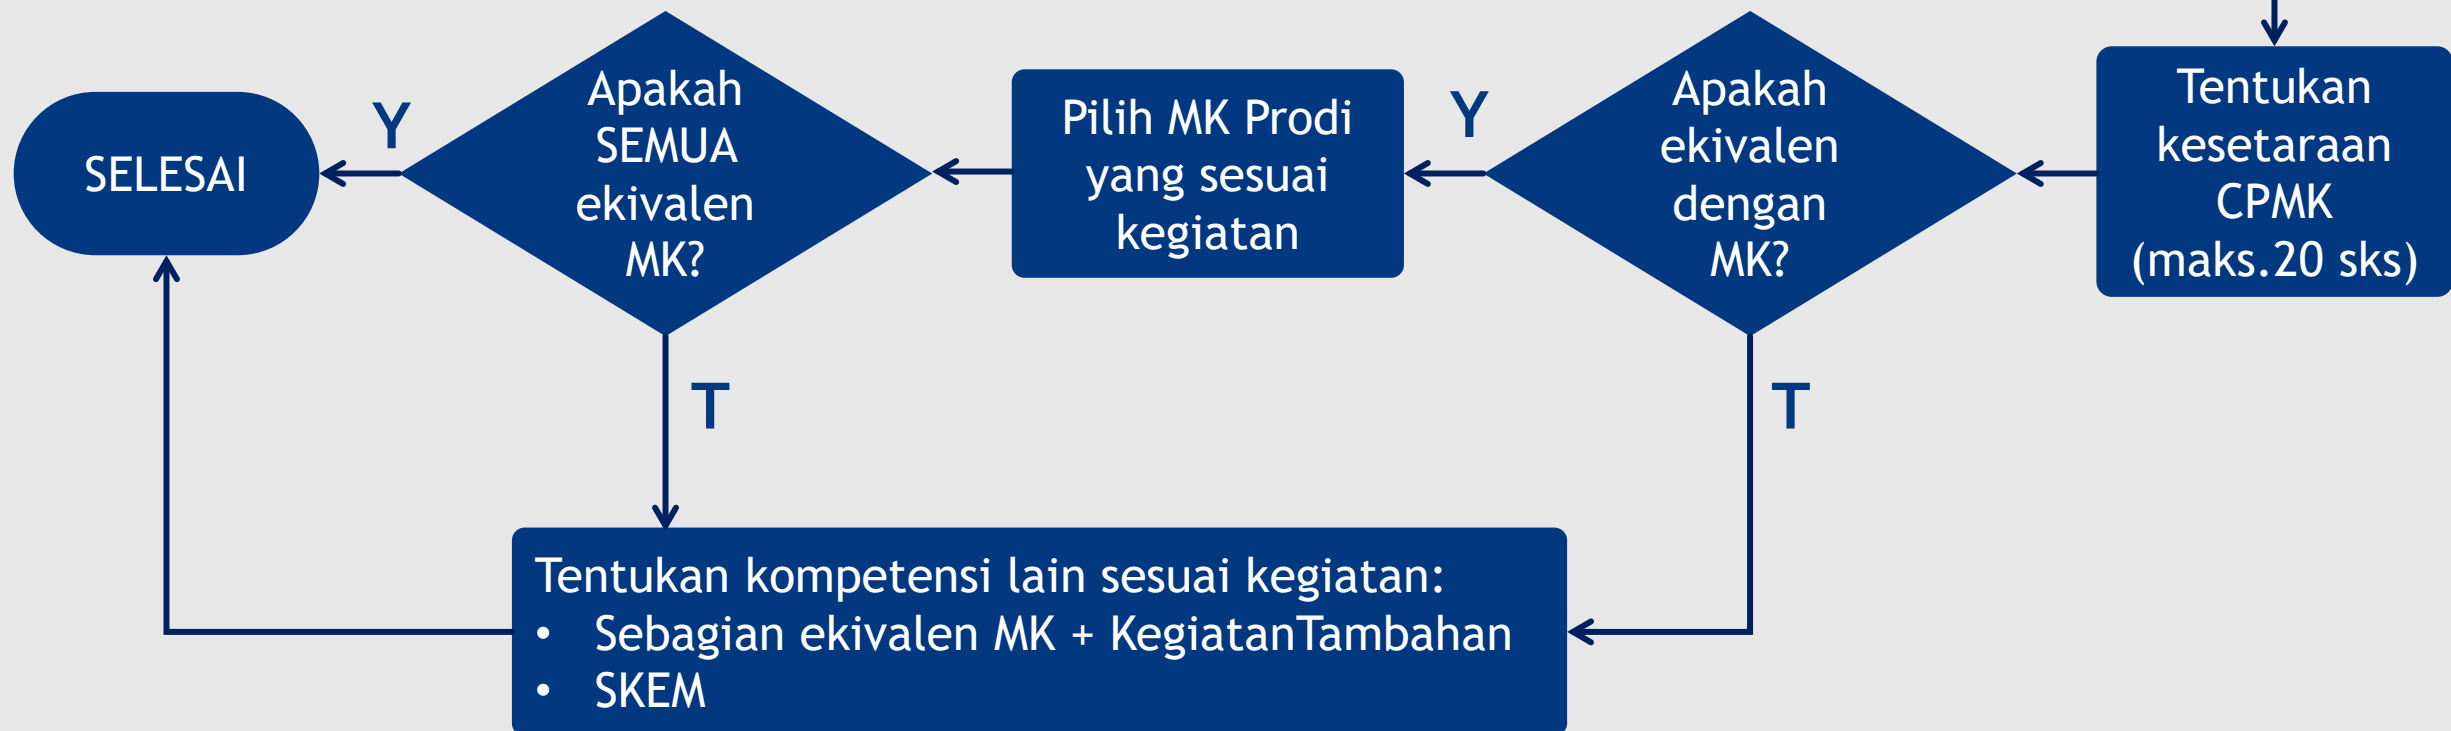 SELESAI
Y
Apakah
SEMUA
ekivalen
MK?
T
Pilih MK Prodi
yang sesuai
kegiatan
Y
Apakah
ekivalen
dengan
MK?
T
Tentukan
kesetaraan
CPMK
(maks.20 sks)
Tentukan kompetensi lain sesuai kegiatan:
• Sebagian ekivalen MK + KegiatanTambahan
• SKEM